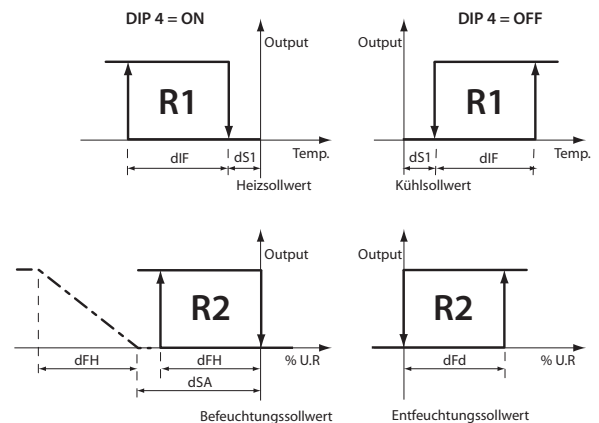 DIP 4 = ON
DIP 4 = OFF
Output
Output
R1
R1
dIF
dS1
Temp.
dS1
dIF
Temp.
Heizsollwert
Kühlsollwert
Output
Output
R2
R2
dFH
dFH
% U.R
dFd
% U.R
dSA
Befeuchtungssollwert
Entfeuchtungssollwert